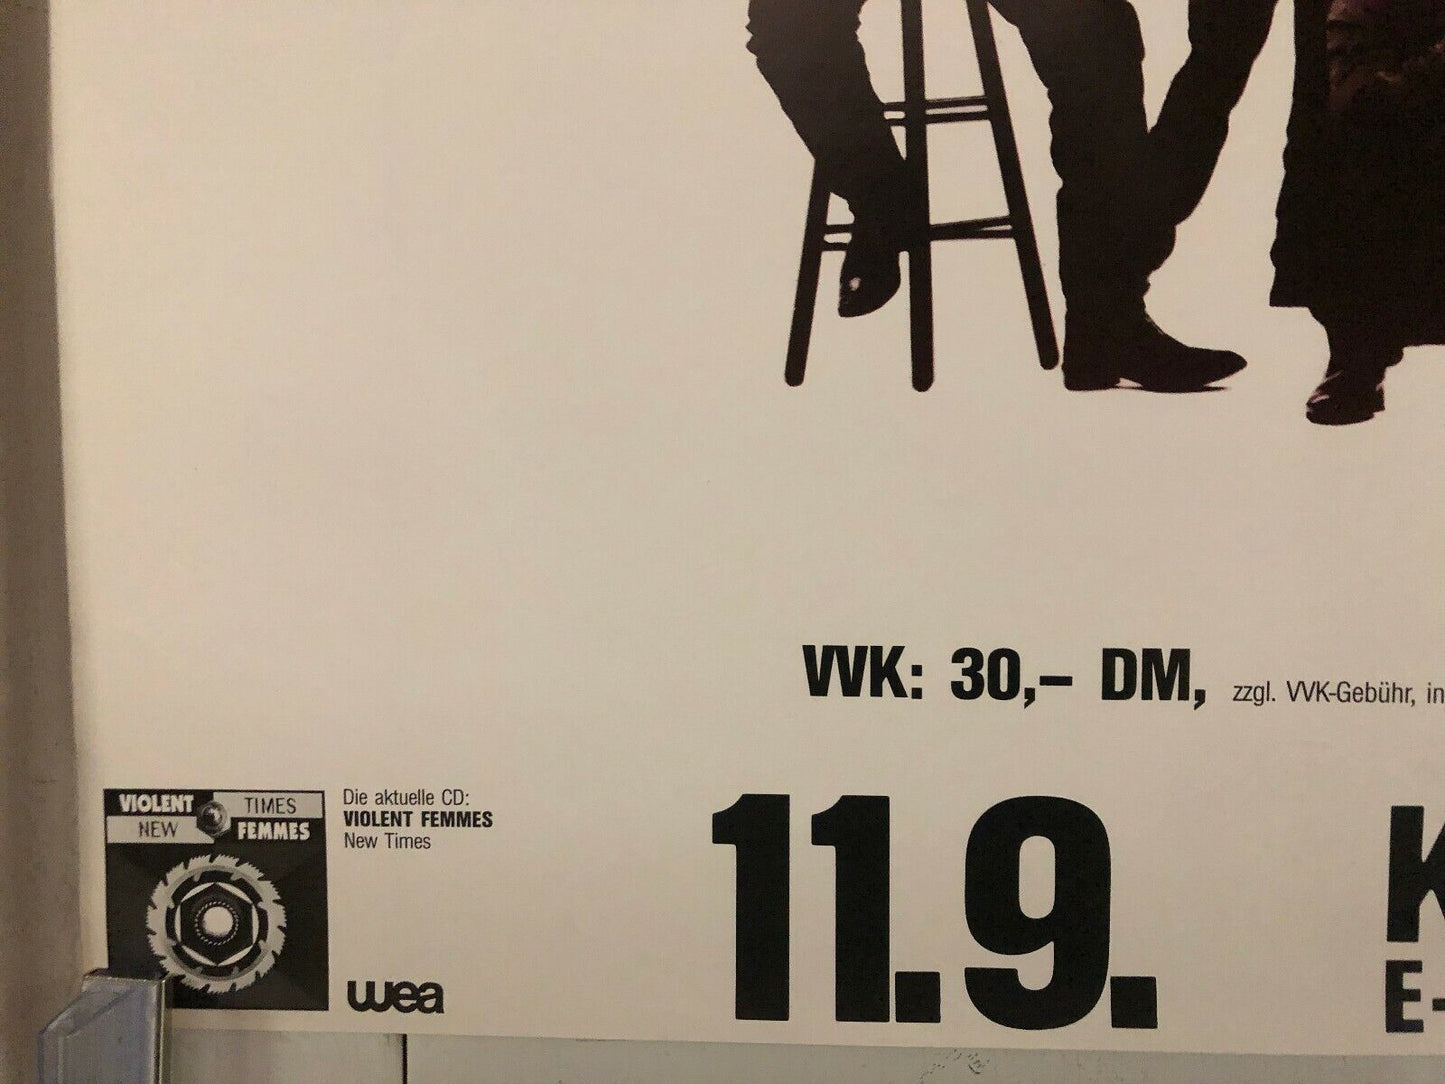 VVK: 30,– DM, zzgl. VVK-Gebühr, in
VIOLENT TIMES
NEW FEMMES
Die aktuelle CD:
VIOLENT FEMMES
New Times
wea
11.9.
K
E-